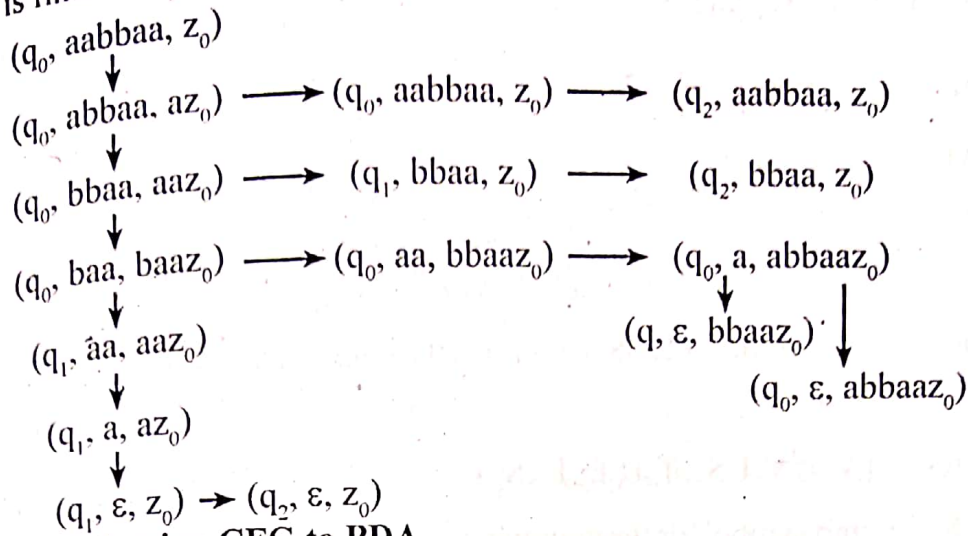 is
(q₀, aabbaa, z₀)
(q₀, abbaa, az₀) → (q₀, aabbaa, z₀) → (q₂, aabbaa, z₀)
(q₀, bbaa, aaz₀) → (q₁, bbaa, z₀) → (q₂, bbaa, z₀)
(q₀, baa, baaz₀) → (q₀, aa, bbaaz₀) → (q₀, a, abbaaz₀)
(q₁, aa, aaz₀) (q, ε, bbaaz₀)
(q₀, ε, abbaaz₀)
(q₁, a, az₀)
(q₁, ε, z₀) → (q₂, ε, z₀)
CFG to PDA